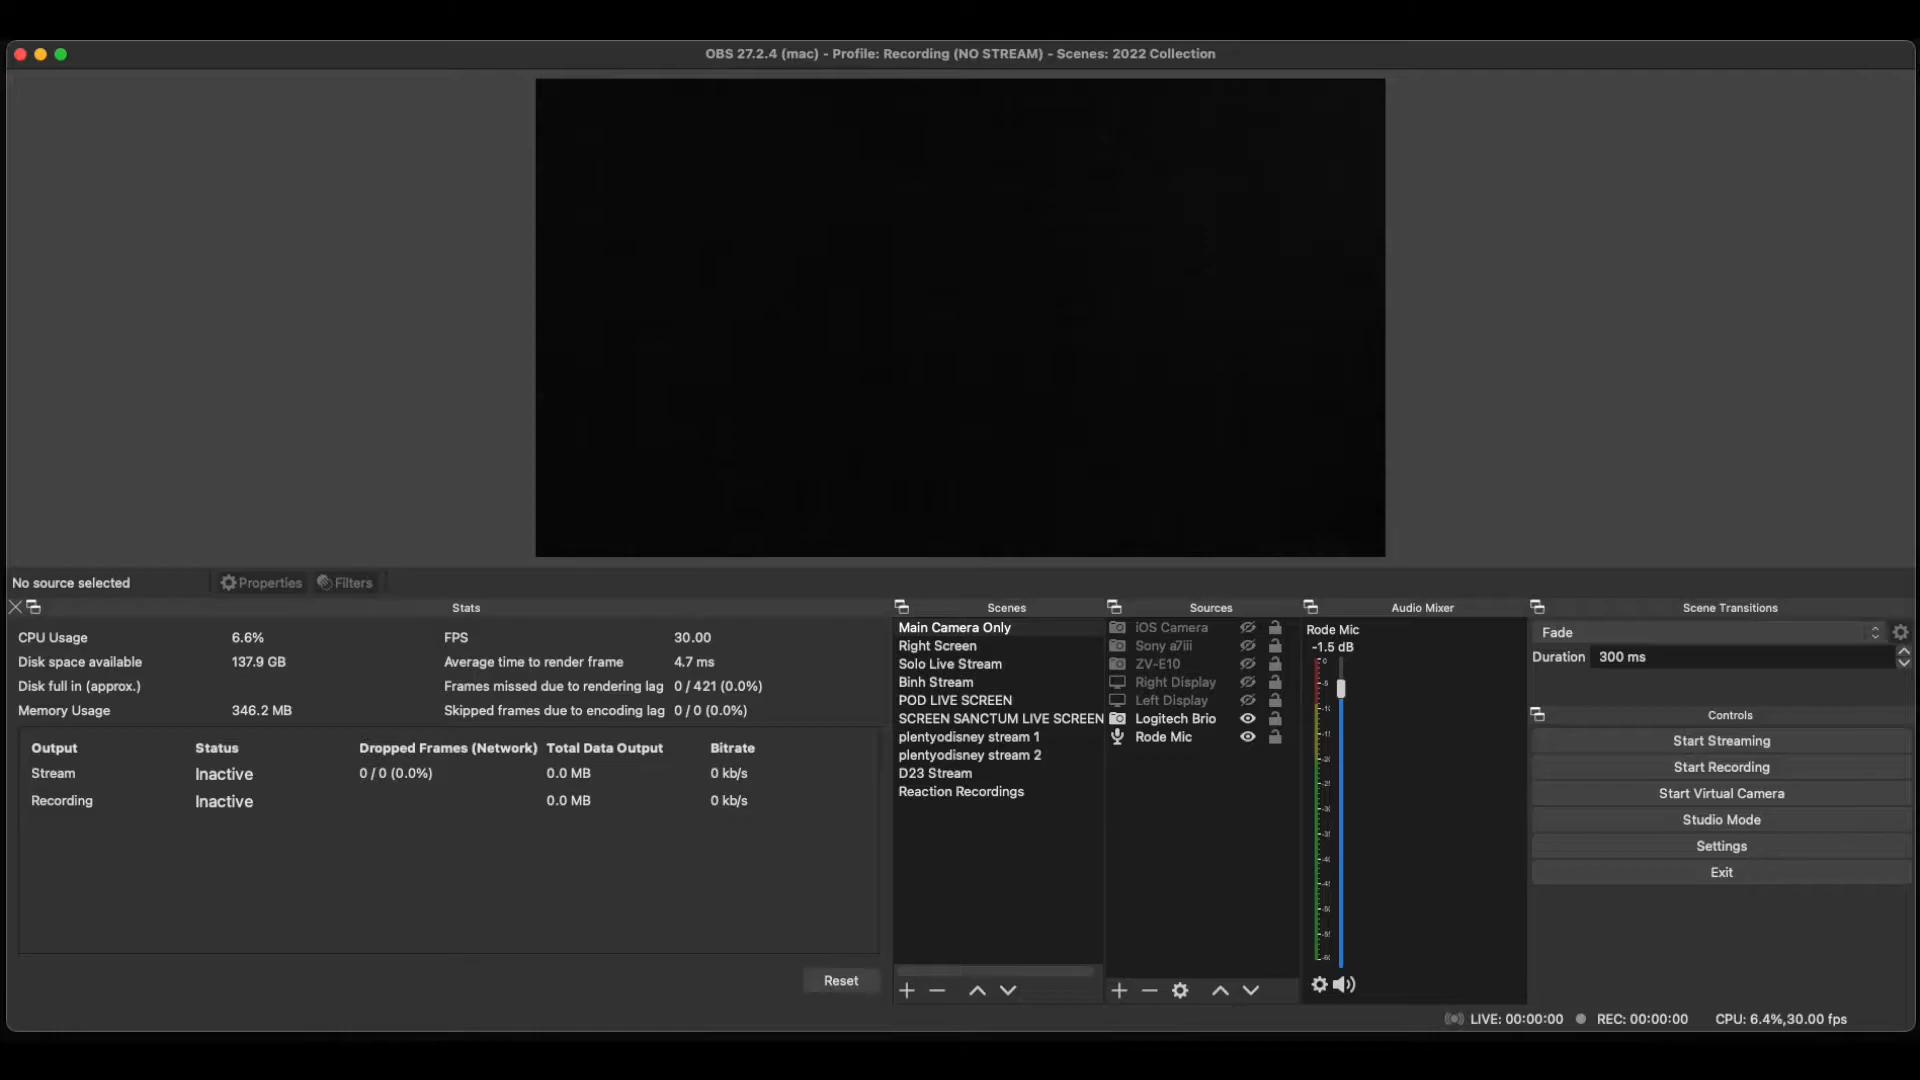 OBS 27.2.4 (mac) - Profile: Recording (NO STREAM) - Scenes: 2022 Collection
No source selected
Properties
Filters
Stats
CPU Usage 6.6% FPS 30.00
Disk space available 137.9 GB Average time to render frame 4.7 ms
Disk full in (approx.) Frames missed due to rendering lag 0 / 421 (0.0%)
Memory Usage 346.2 MB Skipped frames due to encoding lag 0 / 0 (0.0%)
Output Status Dropped Frames (Network) Total Data Output Bitrate
Stream Inactive 0 / 0 (0.0%) 0.0 MB 0 kb/s
Recording Inactive 0.0 MB 0 kb/s
Reset
Scenes
Main Camera Only
Right Screen
Solo Live Stream
Binh Stream
POD LIVE SCREEN
SCREEN SANCTUM LIVE SCREEN
plentyodisney stream 1
plentyodisney stream 2
D23 Stream
Reaction Recordings
Sources
iOS Camera
Sony a7iii
ZV-E10
Right Display
Left Display
Logitech Brio
Rode Mic
Audio Mixer
Rode Mic
-1.5 dB
Scene Transitions
Fade
Duration 300 ms
Controls
Start Streaming
Start Recording
Start Virtual Camera
Studio Mode
Settings
Exit
LIVE: 00:00:00 REC: 00:00:00 CPU: 6.4%,30.00 fps